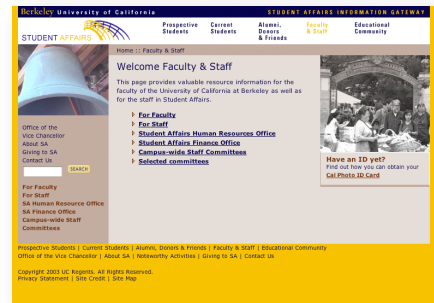 Berkeley University of California
STUDENT AFFAIRS INFORMATION GATEWAY
STUDENT AFFAIRS
Prospective Students
Current Students
Alumni, Donors & Friends
Faculty & Staff
Educational Community
Home :: Faculty & Staff
Welcome Faculty & Staff
This page provides valuable resource information for the
faculty of the University of California at Berkeley as well as
for the staff in Student Affairs.
For Faculty
For Staff
Student Affairs Human Resources Office
Student Affairs Finance Office
Campus-wide Staff Committees
Selected committees
Office of the
Vice Chancellor
About SA
Giving to SA
Contact Us
SEARCH
For Faculty
For Staff
SA Human Resource Office
SA Finance Office
Campus-wide Staff
Committees
Have an ID yet?
Find out how you can obtain your
Cal Photo ID Card
Prospective Students | Current Students | Alumni, Donors & Friends | Faculty & Staff | Educational Community
Office of the Vice Chancellor | About SA | Noteworthy Activities | Giving to SA | Contact Us
Copyright 2003 UC Regents. All Rights Reserved.
Privacy Statement | Site Credit | Site Map